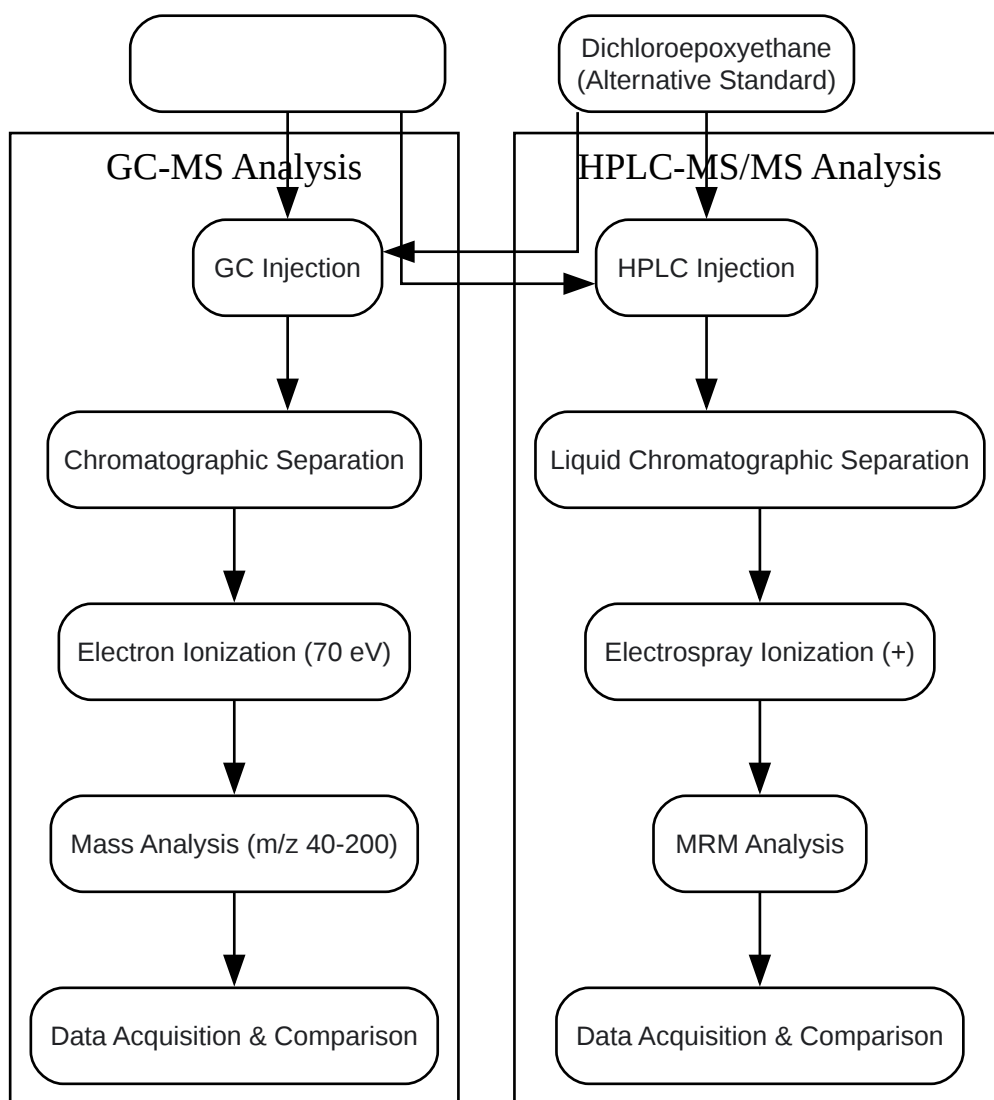 Dichloroepoxyethane
(Alternative Standard)
GC-MS Analysis
HPLC-MS/MS Analysis
GC Injection
HPLC Injection
Chromatographic Separation
Liquid Chromatographic Separation
Electron Ionization (70 eV)
Electrospray Ionization (+)
Mass Analysis (m/z 40-200)
MRM Analysis
Data Acquisition & Comparison
Data Acquisition & Comparison